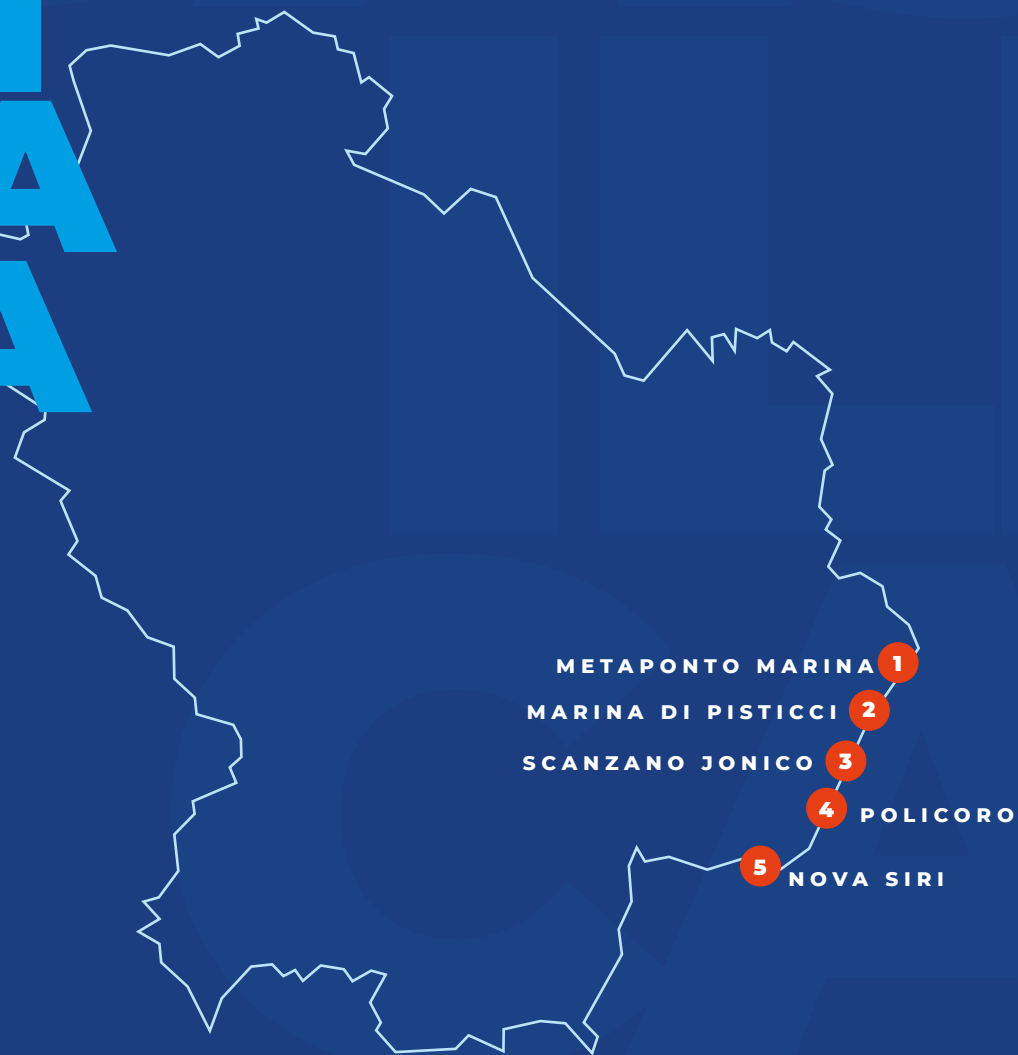 A
A
METAPONTO MARINA 1
MARINA DI PISTICCI 2
SCANZANO JONICO 3
4 POLICORO
5 NOVA SIRI